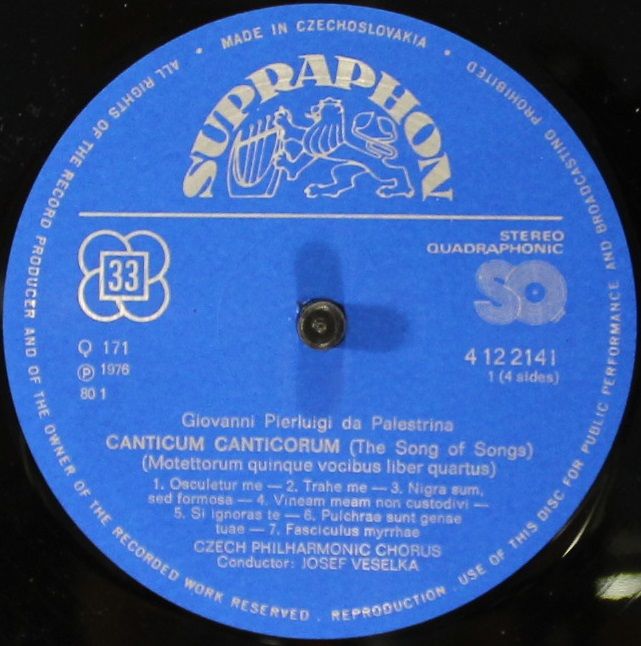 MADE IN CZECHOSLOVAKIA
SUPRAPHON
33
STEREO
QUADRAPHONIC
SQ
Q 171
℗ 1976
80 1
4 12 2141
1 (4 sides)
Giovanni Pierluigi da Palestrina
CANTICUM CANTICORUM (The Song of Songs)
(Motettorum quinque vocibus liber quartus)
1. Osculetur me — 2. Trahe me — 3. Nigra sum,
sed formosa — 4. Vineam meam non custodivi —
5. Si ignoras te — 6. Pulchrae sunt genae
tuae — 7. Fasciculus myrrhae
CZECH PHILHARMONIC CHORUS
Conductor: JOSEF VESELKA
ALL RIGHTS OF THE RECORD PRODUCER AND OF THE OWNER OF THE RECORDED WORK RESERVED . REPRODUCTION . USE OF THIS DISC FOR PUBLIC PERFORMANCE AND BROADCASTING PROHIBITED